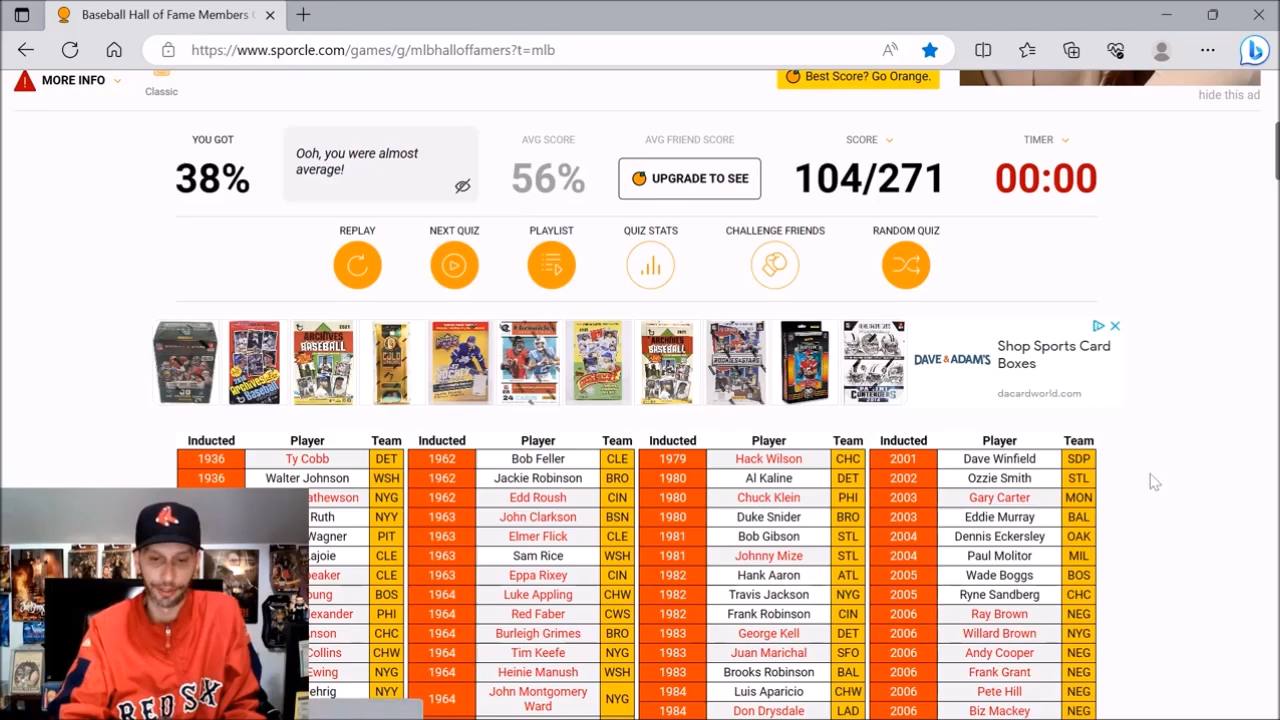 Baseball Hall of Fame Members
https://www.sporcle.com/games/g/mlbhalloffamers?t=mlb
MORE INFO
Classic
Best Score? Go Orange.
hide this ad
YOU GOT
38%
Ooh, you were almost
average!
AVG SCORE
56%
AVG FRIEND SCORE
UPGRADE TO SEE
SCORE
104/271
TIMER
00:00
REPLAY
NEXT QUIZ
PLAYLIST
QUIZ STATS
CHALLENGE FRIENDS
RANDOM QUIZ
ARCHIVES
BASEBALL
ARCHIVES
BASEBALL
DAVE & ADAM'S
Shop Sports Card
Boxes
dacardworld.com
Inducted Player Team Inducted Player Team Inducted Player Team Inducted Player Team
1936 Ty Cobb DET 1962 Bob Feller CLE 1979 Hack Wilson CHC 2001 Dave Winfield SDP
1936 Walter Johnson WSH 1962 Jackie Robinson BRO 1980 Al Kaline DET 2002 Ozzie Smith STL
athewson NYG 1962 Edd Roush CIN 1980 Chuck Klein PHI 2003 Gary Carter MON
Ruth NYY 1963 John Clarkson BSN 1980 Duke Snider BRO 2003 Eddie Murray BAL
Wagner PIT 1963 Elmer Flick CLE 1981 Bob Gibson STL 2004 Dennis Eckersley OAK
ajoie CLE 1963 Sam Rice WSH 1981 Johnny Mize STL 2004 Paul Molitor MIL
eaker CLE 1963 Eppa Rixey CIN 1982 Hank Aaron ATL 2005 Wade Boggs BOS
oung BOS 1964 Luke Appling CHW 1982 Travis Jackson NYG 2005 Ryne Sandberg CHC
lexander PHI 1964 Red Faber CWS 1982 Frank Robinson CIN 2006 Ray Brown NEG
Anson CHC 1964 Burleigh Grimes BRO 1983 George Kell DET 2006 Willard Brown NYG
Collins CHW 1964 Tim Keefe NYG 1983 Juan Marichal SFO 2006 Andy Cooper NEG
Ewing NYG 1964 Heinie Manush WSH 1983 Brooks Robinson BAL 2006 Frank Grant NEG
ehrig NYY 1964 John Montgomery Ward NYG 1984 Luis Aparicio CHW 2006 Pete Hill NEG
1984 Don Drysdale LAD 2006 Biz Mackey NEG
RED SOX